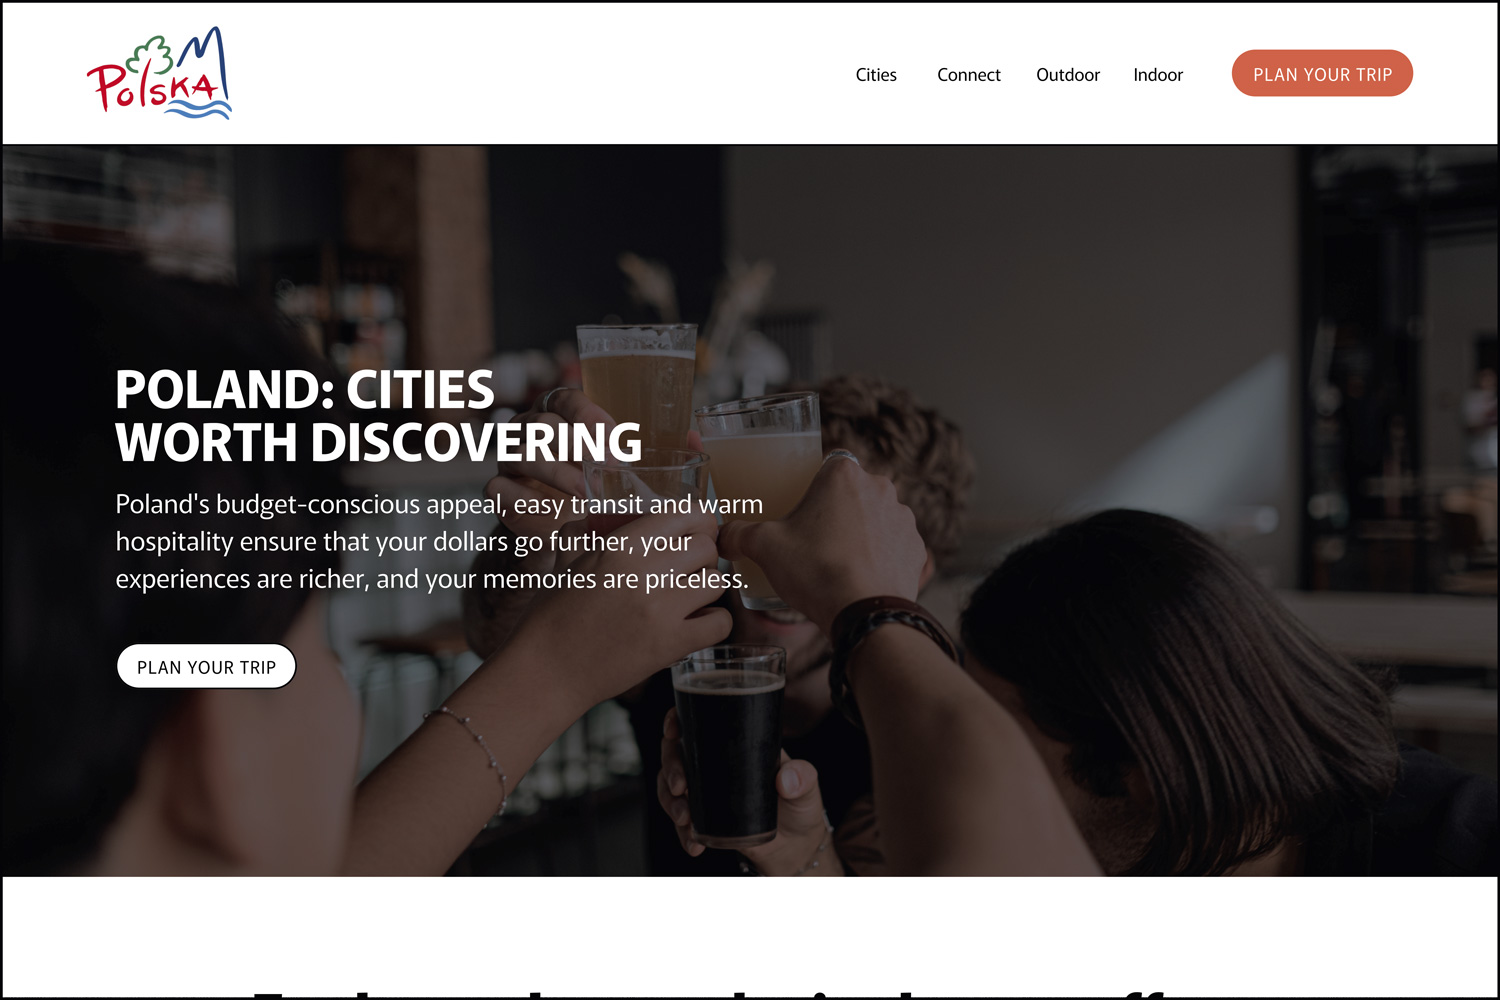 Polska
Cities
Connect
Outdoor
Indoor
PLAN YOUR TRIP
POLAND: CITIES
WORTH DISCOVERING
Poland's budget-conscious appeal, easy transit and warm
hospitality ensure that your dollars go further, your
experiences are richer, and your memories are priceless.
PLAN YOUR TRIP